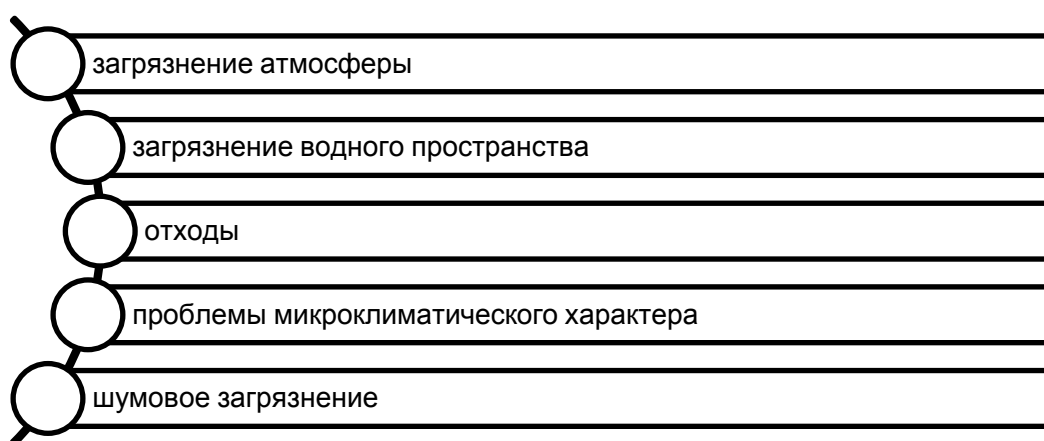 загрязнение атмосферы
загрязнение водного пространства
отходы
проблемы микроклиматического характера
шумовое загрязнение